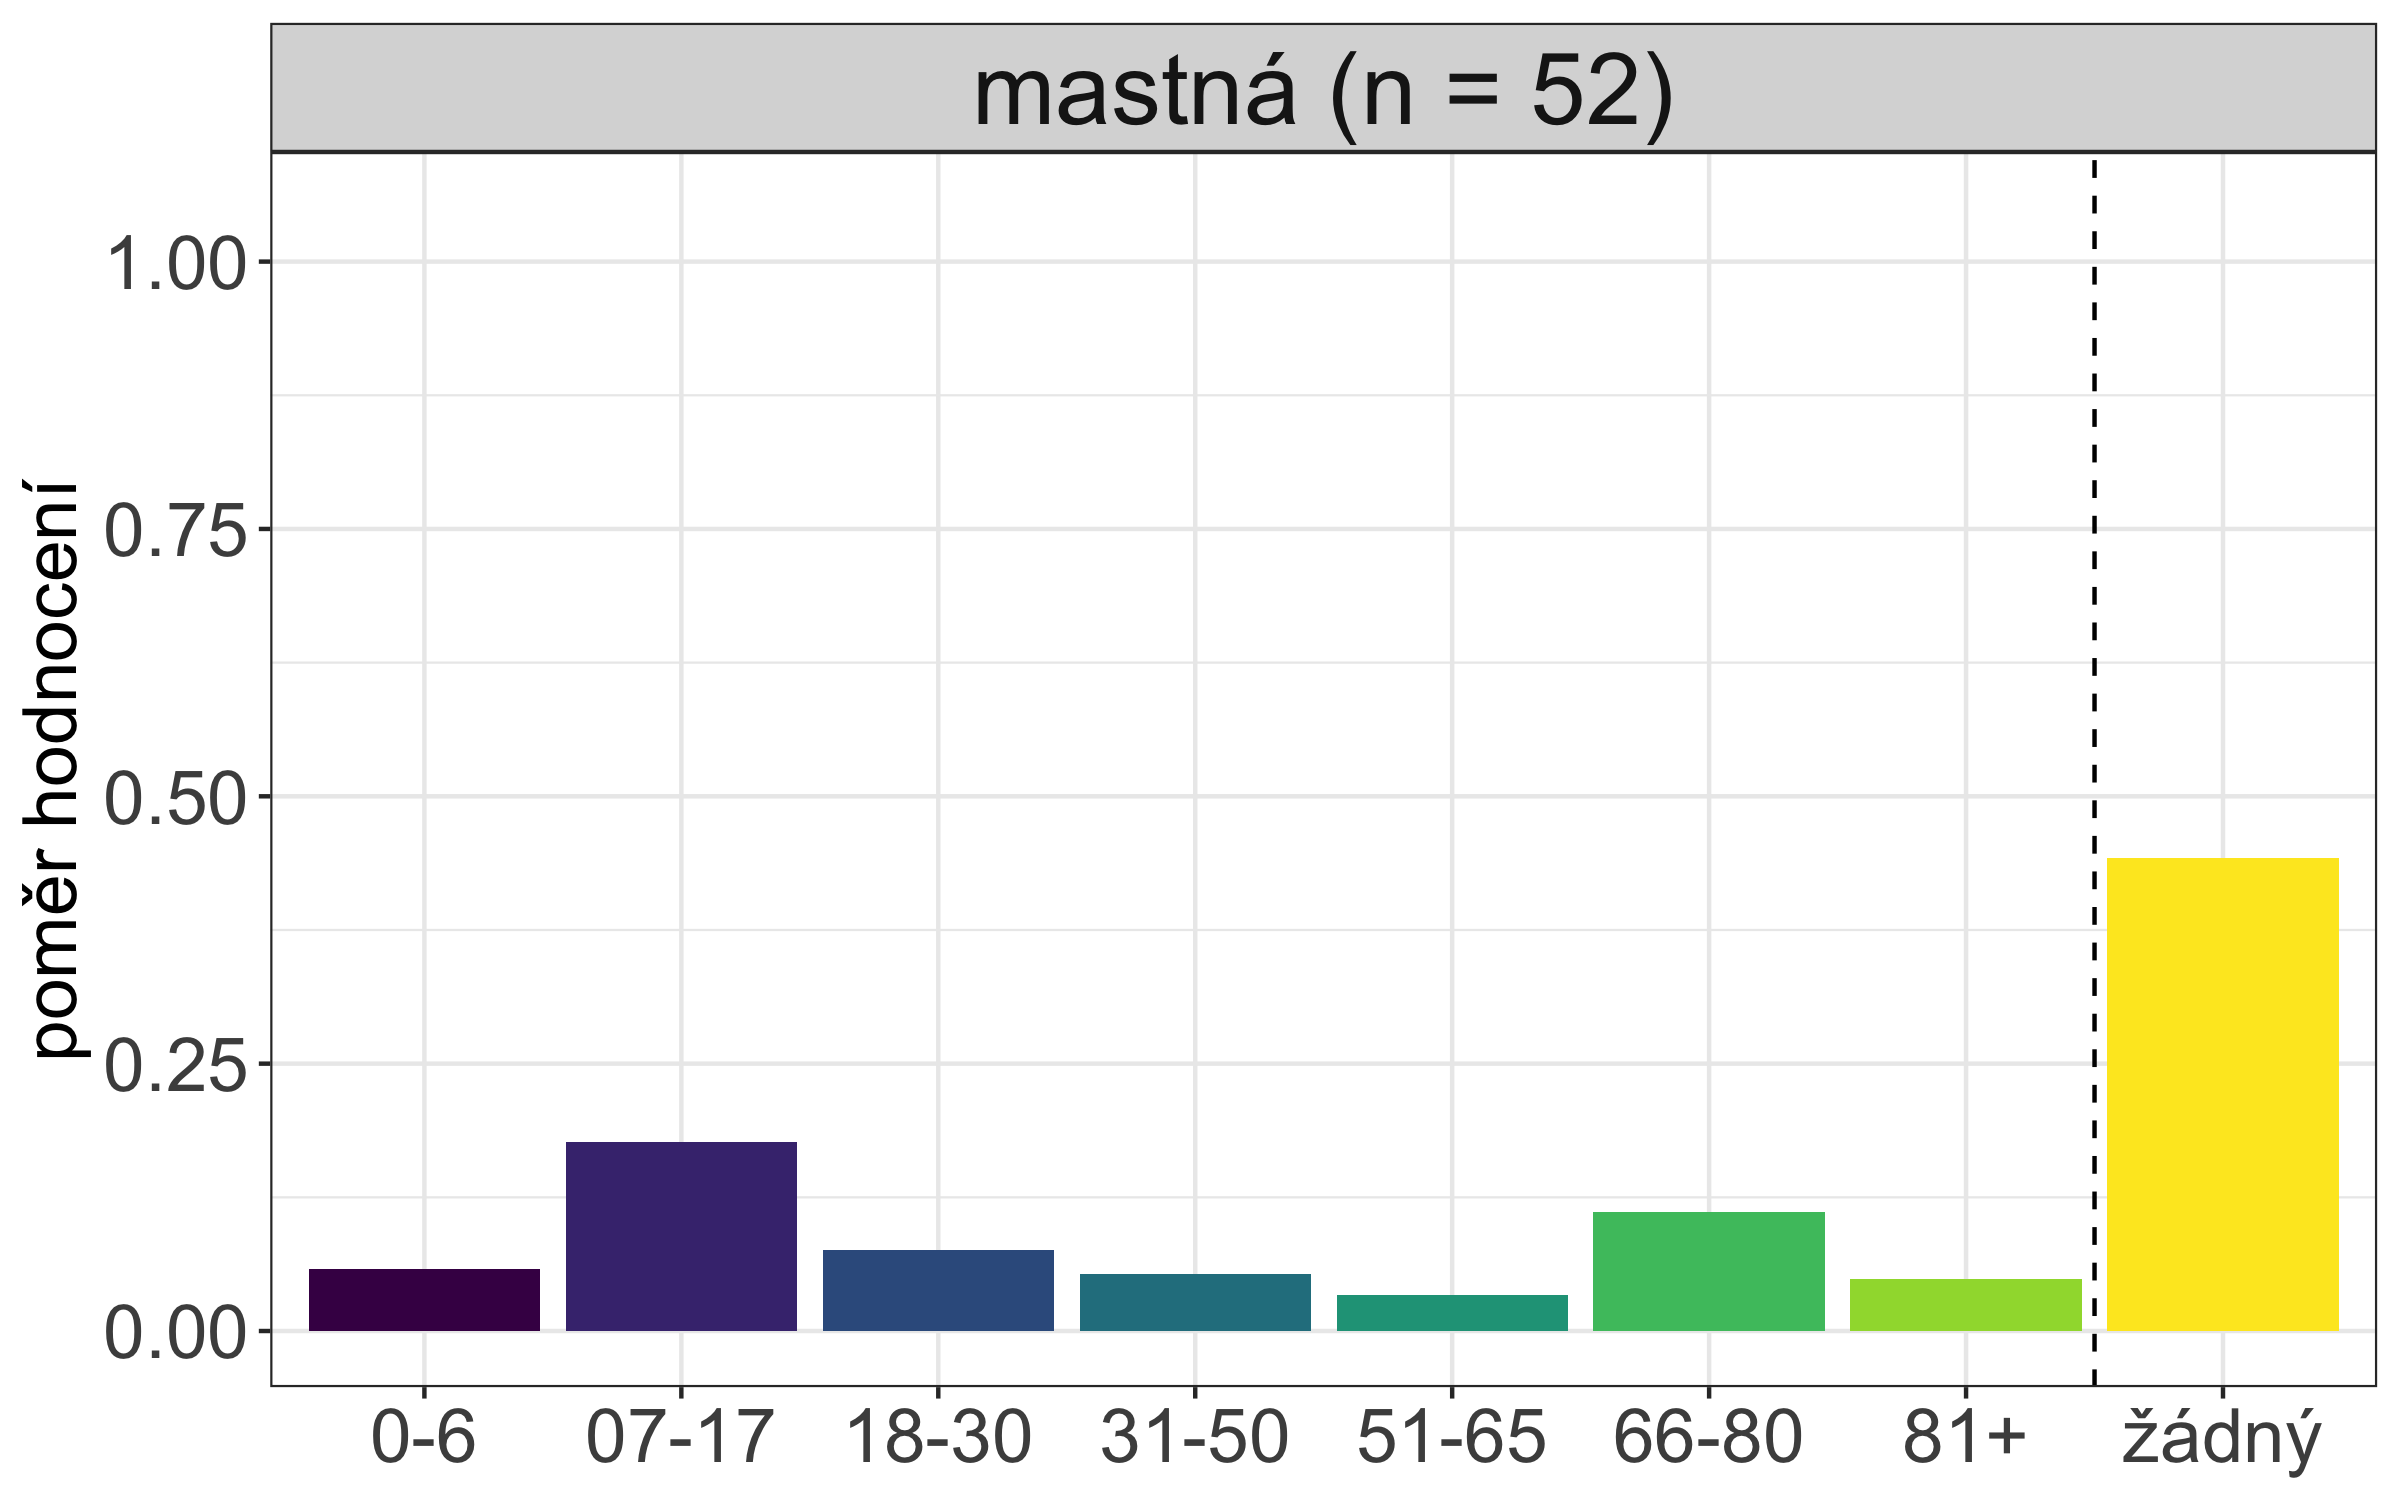 mastná (n = 52)
poměr hodnocení
1.00
0.75
0.50
0.25
0.00
0-6 07-17 18-30 31-50 51-65 66-80 81+ žádný